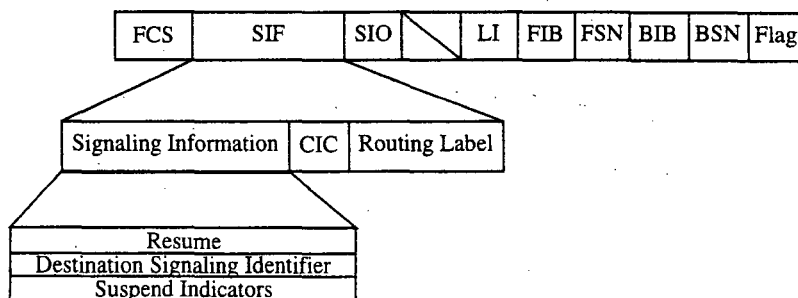 FCS SIF SIO LI FIB FSN BIB BSN Flag
Signaling Information CIC Routing Label
Resume
Destination Signaling Identifier
Suspend Indicators